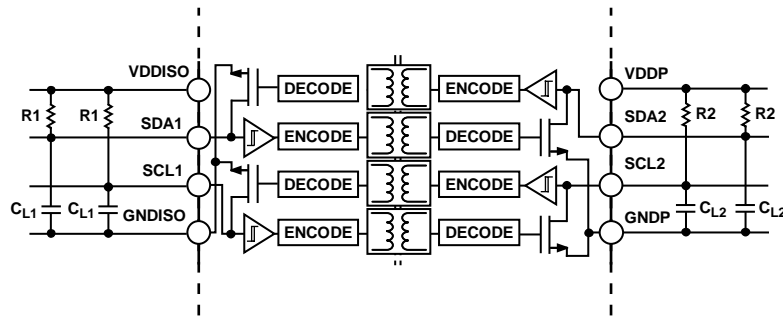 VDDISO
DECODE
ENCODE
VDDP
R1
R1
SDA1
ENCODE
DECODE
SDA2
R2
R2
SCL1
DECODE
ENCODE
SCL2
CL1
CL1
GNDISO
ENCODE
DECODE
GNDP
CL2
CL2